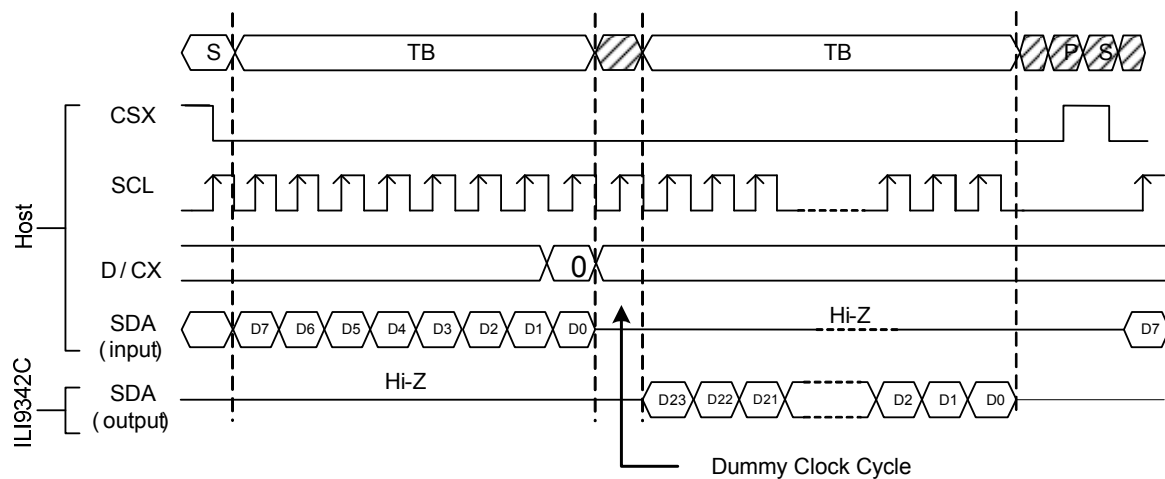 S TB TB P S
Host
CSX
SCL
D/CX 0
SDA Hi-Z
(input) D7 D6 D5 D4 D3 D2 D1 D0 D7
ILI9342C
SDA Hi-Z
(output) D23 D22 D21 D2 D1 D0
Dummy Clock Cycle